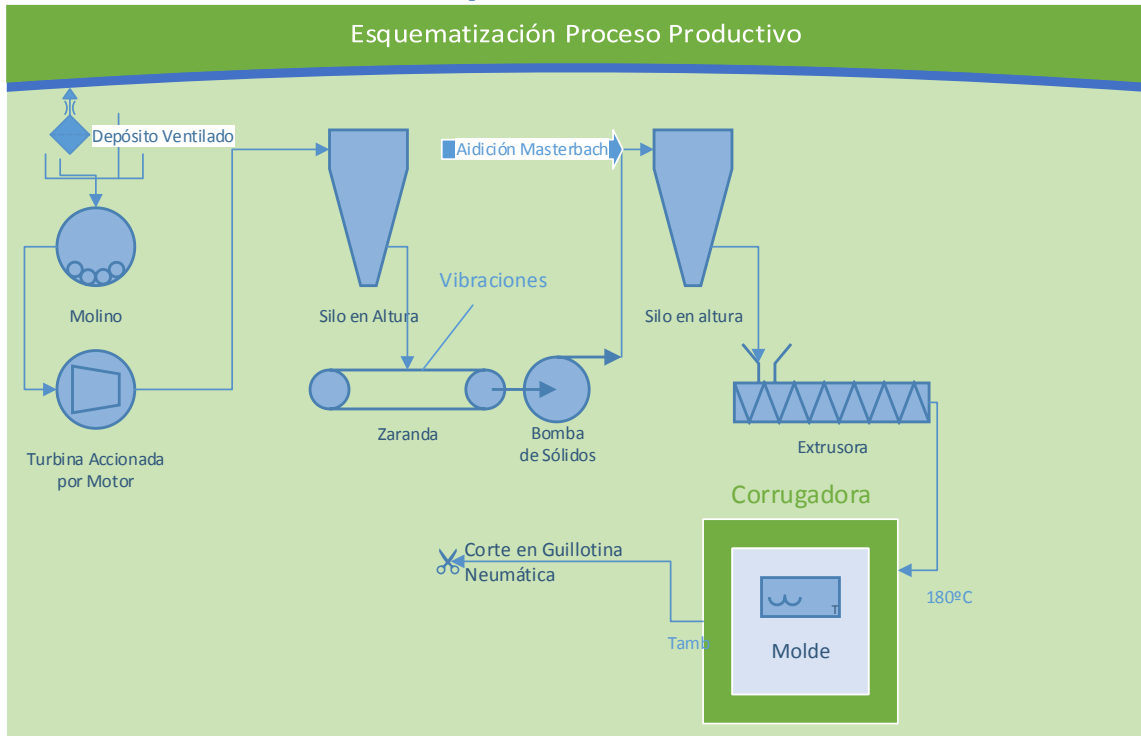 Esquematización Proceso Productivo
Depósito Ventilado
Aidición Masterbach
Molino
Silo en Altura
Vibraciones
Silo en altura
Turbina Accionada
por Motor
Zaranda
Bomba
de Sólidos
Extrusora
Corrugadora
Corte en Guillotina
Neumática
180ºC
T
Tamb
Molde